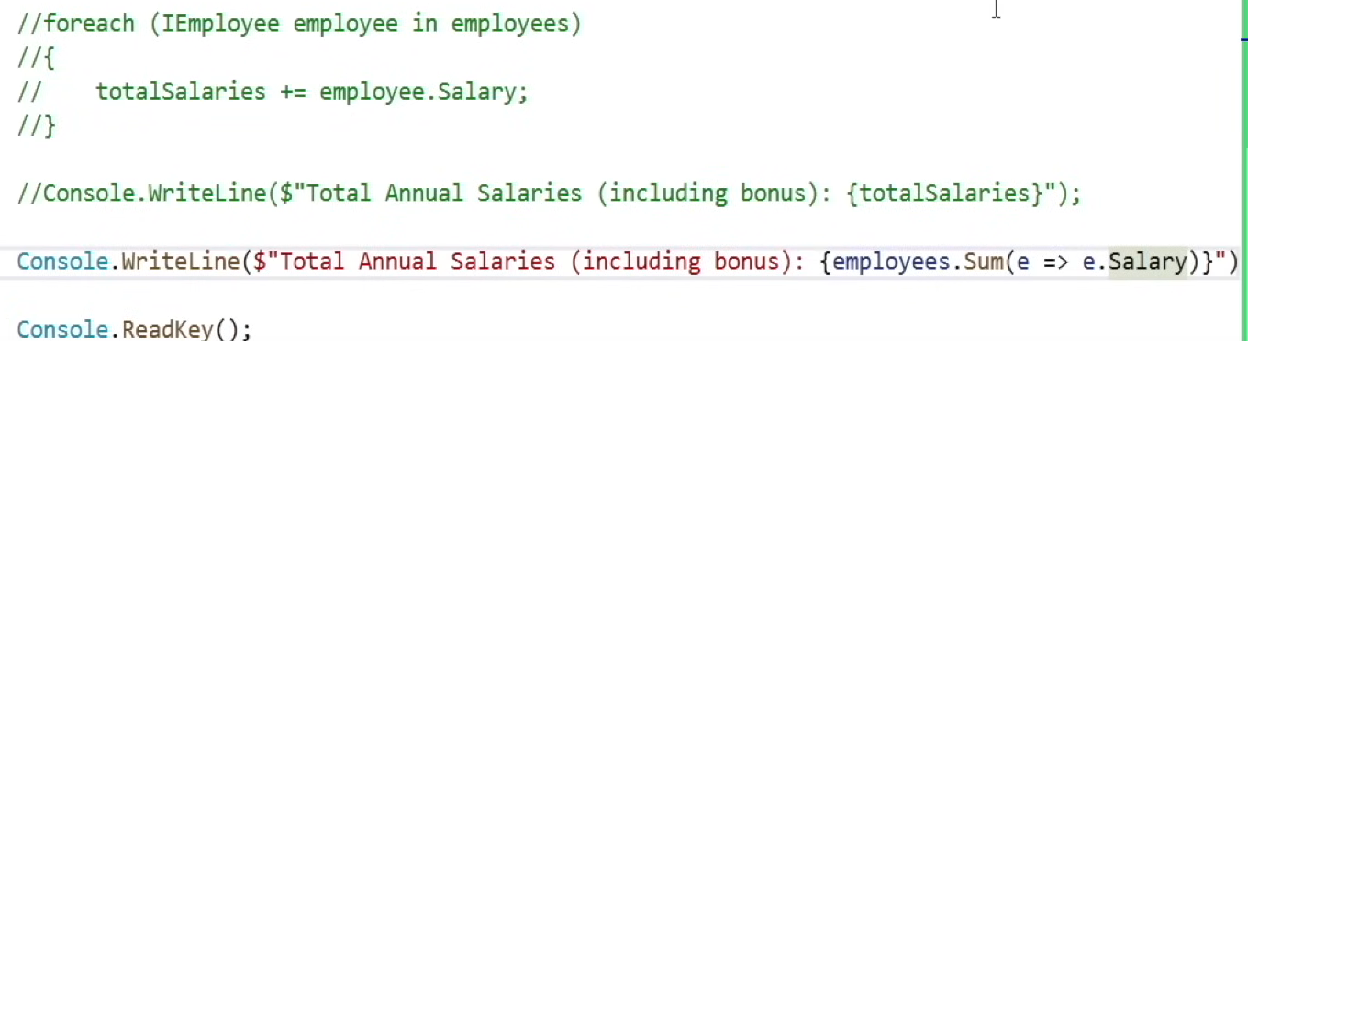 //foreach (IEmployee employee in employees)
//{
//    totalSalaries += employee.Salary;
//}
//Console.WriteLine($"Total Annual Salaries (including bonus): {totalSalaries}");
Console.WriteLine($"Total Annual Salaries (including bonus): {employees.Sum(e => e.Salary)}")
Console.ReadKey();